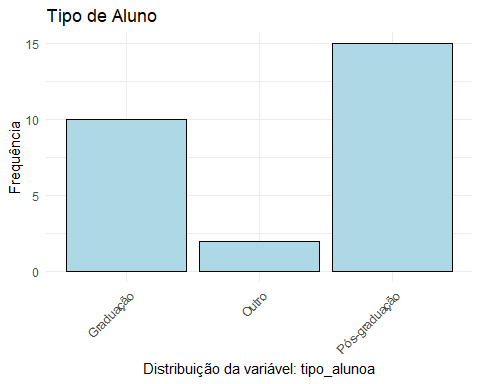 Tipo de Aluno
15
10
5
0
Frequência
Graduação
Outro
Pós-graduação
Distribuição da variável: tipo_alunoa